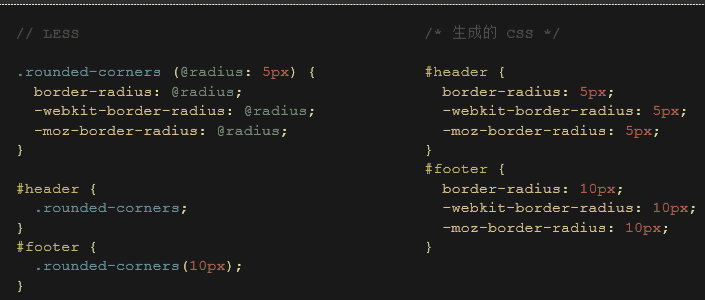 // LESS
.rounded-corners (@radius: 5px) {
  border-radius: @radius;
  -webkit-border-radius: @radius;
  -moz-border-radius: @radius;
}
#header {
  .rounded-corners;
}
#footer {
  .rounded-corners(10px);
}
/* 生成的 CSS */
#header {
  border-radius: 5px;
  -webkit-border-radius: 5px;
  -moz-border-radius: 5px;
}
#footer {
  border-radius: 10px;
  -webkit-border-radius: 10px;
  -moz-border-radius: 10px;
}